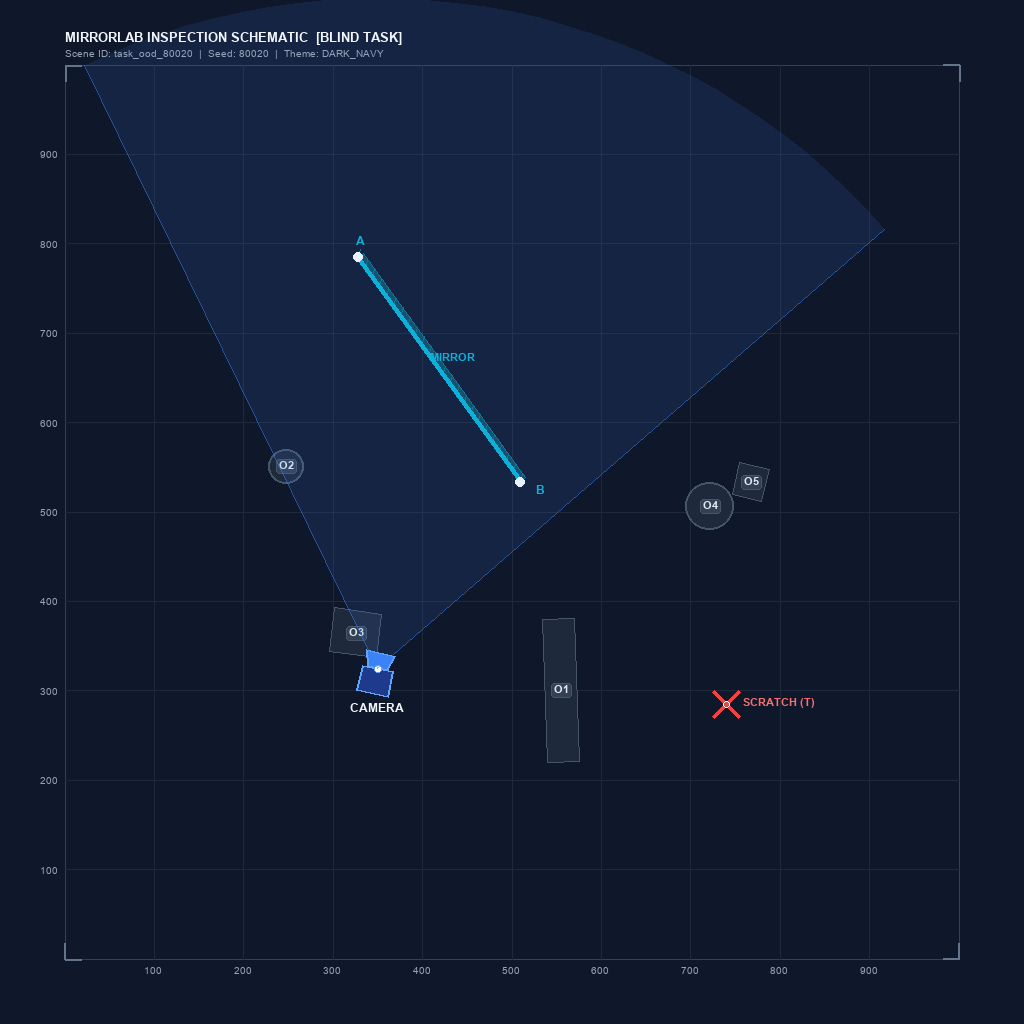 MIRRORLAB INSPECTION SCHEMATIC [BLIND TASK]
Scene ID: task_ood_80020 | Seed: 80020 | Theme: DARK_NAVY
900
800
700
600
500
400
300
200
100
A
MIRROR
B
O2
O5
O4
O3
CAMERA
O1
SCRATCH (T)
100 200 300 400 500 600 700 800 900